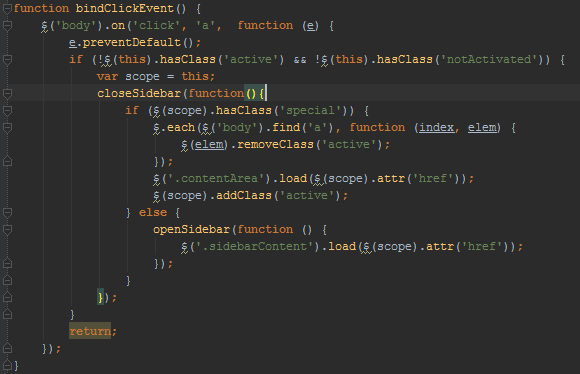 function bindClickEvent() {
    $('body').on('click', 'a',  function (e) {
        e.preventDefault();
        if (!$(this).hasClass('active') && !$(this).hasClass('notActivated')) {
            var scope = this;
            closeSidebar(function(){
                if ($(scope).hasClass('special')) {
                    $.each($('body').find('a'), function (index, elem) {
                        $(elem).removeClass('active');
                    });
                    $('.contentArea').load($(scope).attr('href'));
                    $(scope).addClass('active');
                } else {
                    openSidebar(function () {
                        $('.sidebarContent').load($(scope).attr('href'));
                    });
                }
            });
        }
        return;
    });
}